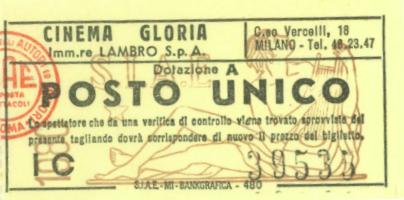 CINEMA GLORIA
Imm.re LAMBRO S.p.A.
C.so Vercelli, 18
MILANO - Tel. 48.23.47
Dotazione A
POSTO UNICO
Lo spettatore che da una verifica di controllo viene trovato sprovvisto del
presente tagliando dovrà corrispondere di nuovo il prezzo del biglietto.
IC 30535
S.I.A.E.-MI-BANKGRAFICA - 480